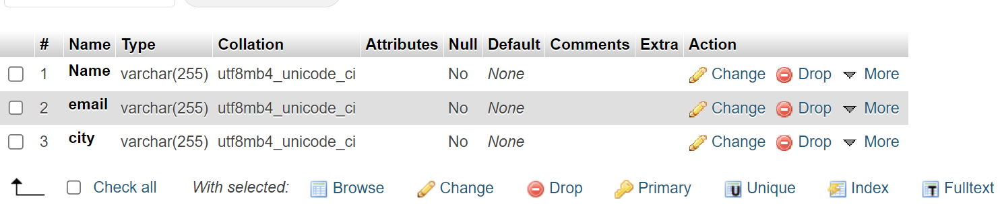 # Name Type Collation Attributes Null Default Comments Extra Action
1 Name varchar(255) utf8mb4_unicode_ci No None Change Drop More
2 email varchar(255) utf8mb4_unicode_ci No None Change Drop More
3 city varchar(255) utf8mb4_unicode_ci No None Change Drop More
Check all With selected: Browse Change Drop Primary Unique Index Fulltext